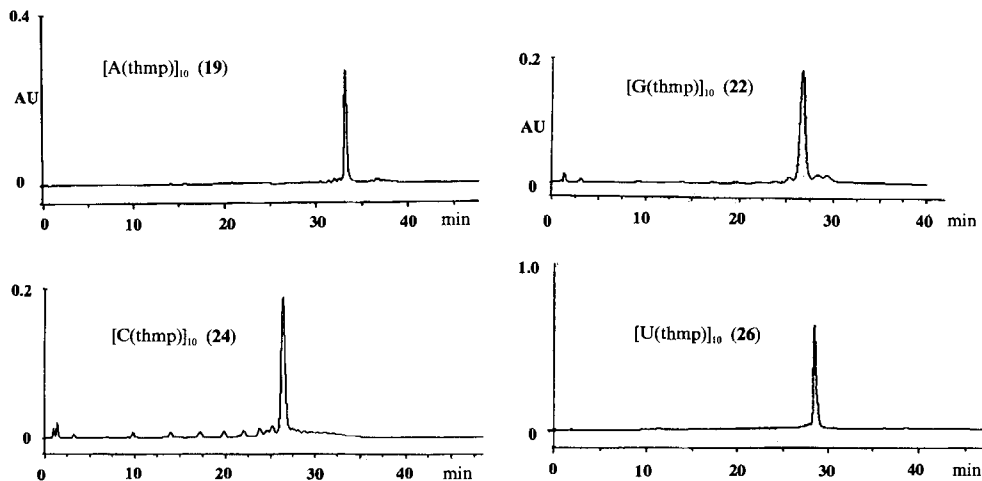 0.4
[A(thmp)]₁₀ (19)
AU
0
0 10 20 30 40 min
0.2
[G(thmp)]₁₀ (22)
AU
0
0 10 20 30 40 min
0.2
[C(thmp)]₁₀ (24)
0
0 10 20 30 40 min
1.0
[U(thmp)]₁₀ (26)
0
0 10 20 30 40 min